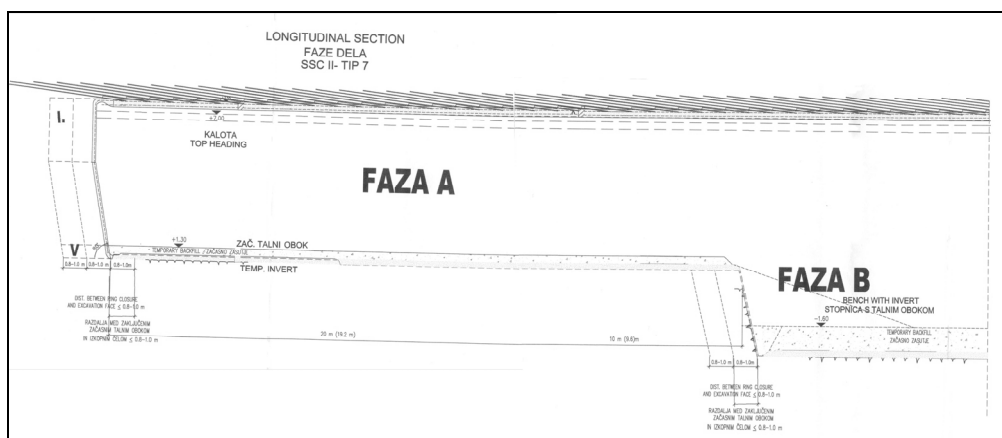 LONGITUDINAL SECTION
FAZE DELA
SSC II- TIP 7
I.
+7,00
KALOTA
TOP HEADING
FAZA A
V
+1,30
ZAČ. TALNI OBOK
TEMPORARY BACKFILL / ZAČASNO ZASUTJE
TEMP. INVERT
0.8-1.0 m
0.8-1.0 m
0.8-1.0m
DIST. BETWEEN RING CLOSURE
AND EXCAVATION FACE ≤ 0.8-1.0 m
RAZDALJA MED ZAKLJUČENIM
ZAČASNIM TALNIM OBOKOM
IN IZKOPNIM ČELOM ≤ 0.8-1.0 m
20 m (19.2 m)
10 m (9.6)m
FAZA B
BENCH WITH INVERT
STOPNICA S TALNIM OBOKOM
-1,60
TEMPORARY BACKFILL
ZAČASNO ZASUTJE
0.8-1.0 m
0.8-1.0m
DIST. BETWEEN RING CLOSURE
AND EXCAVATION FACE ≤ 0.8-1.0 m
RAZDALJA MED ZAKLJUČENIM
ZAČASNIM TALNIM OBOKOM
IN IZKOPNIM ČELOM ≤ 0.8-1.0 m